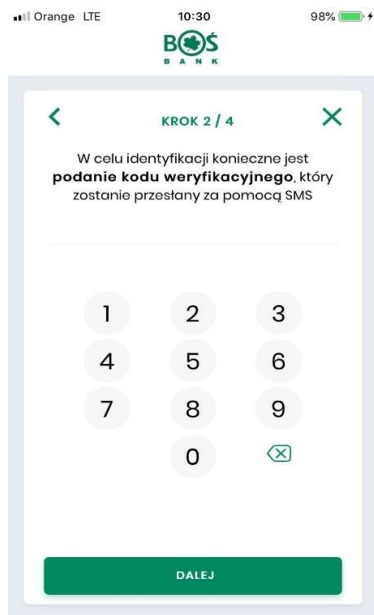 Orange LTE 10:30 98%
BOŚ
BANK
KROK 2 / 4
W celu identyfikacji konieczne jest
podanie kodu weryfikacyjnego, który
zostanie przesłany za pomocą SMS
1 2 3
4 5 6
7 8 9
0
DALEJ